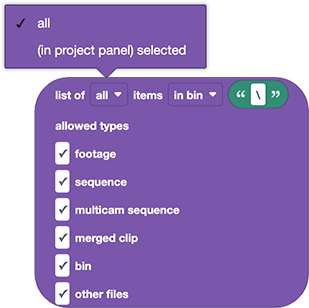 ✓ all
(in project panel) selected
list of all ▼ items in bin ▼ “ \ ”
allowed types
✓ footage
✓ sequence
✓ multicam sequence
✓ merged clip
✓ bin
✓ other files